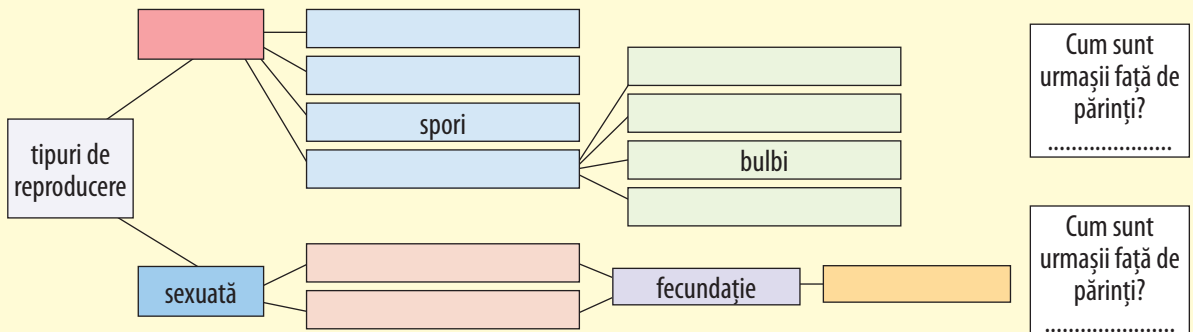 tipuri de
reproducere
spori
bulbi
sexuată
fecundație
Cum sunt
urmașii față de
părinți?
......................
Cum sunt
urmașii față de
părinți?
.......................